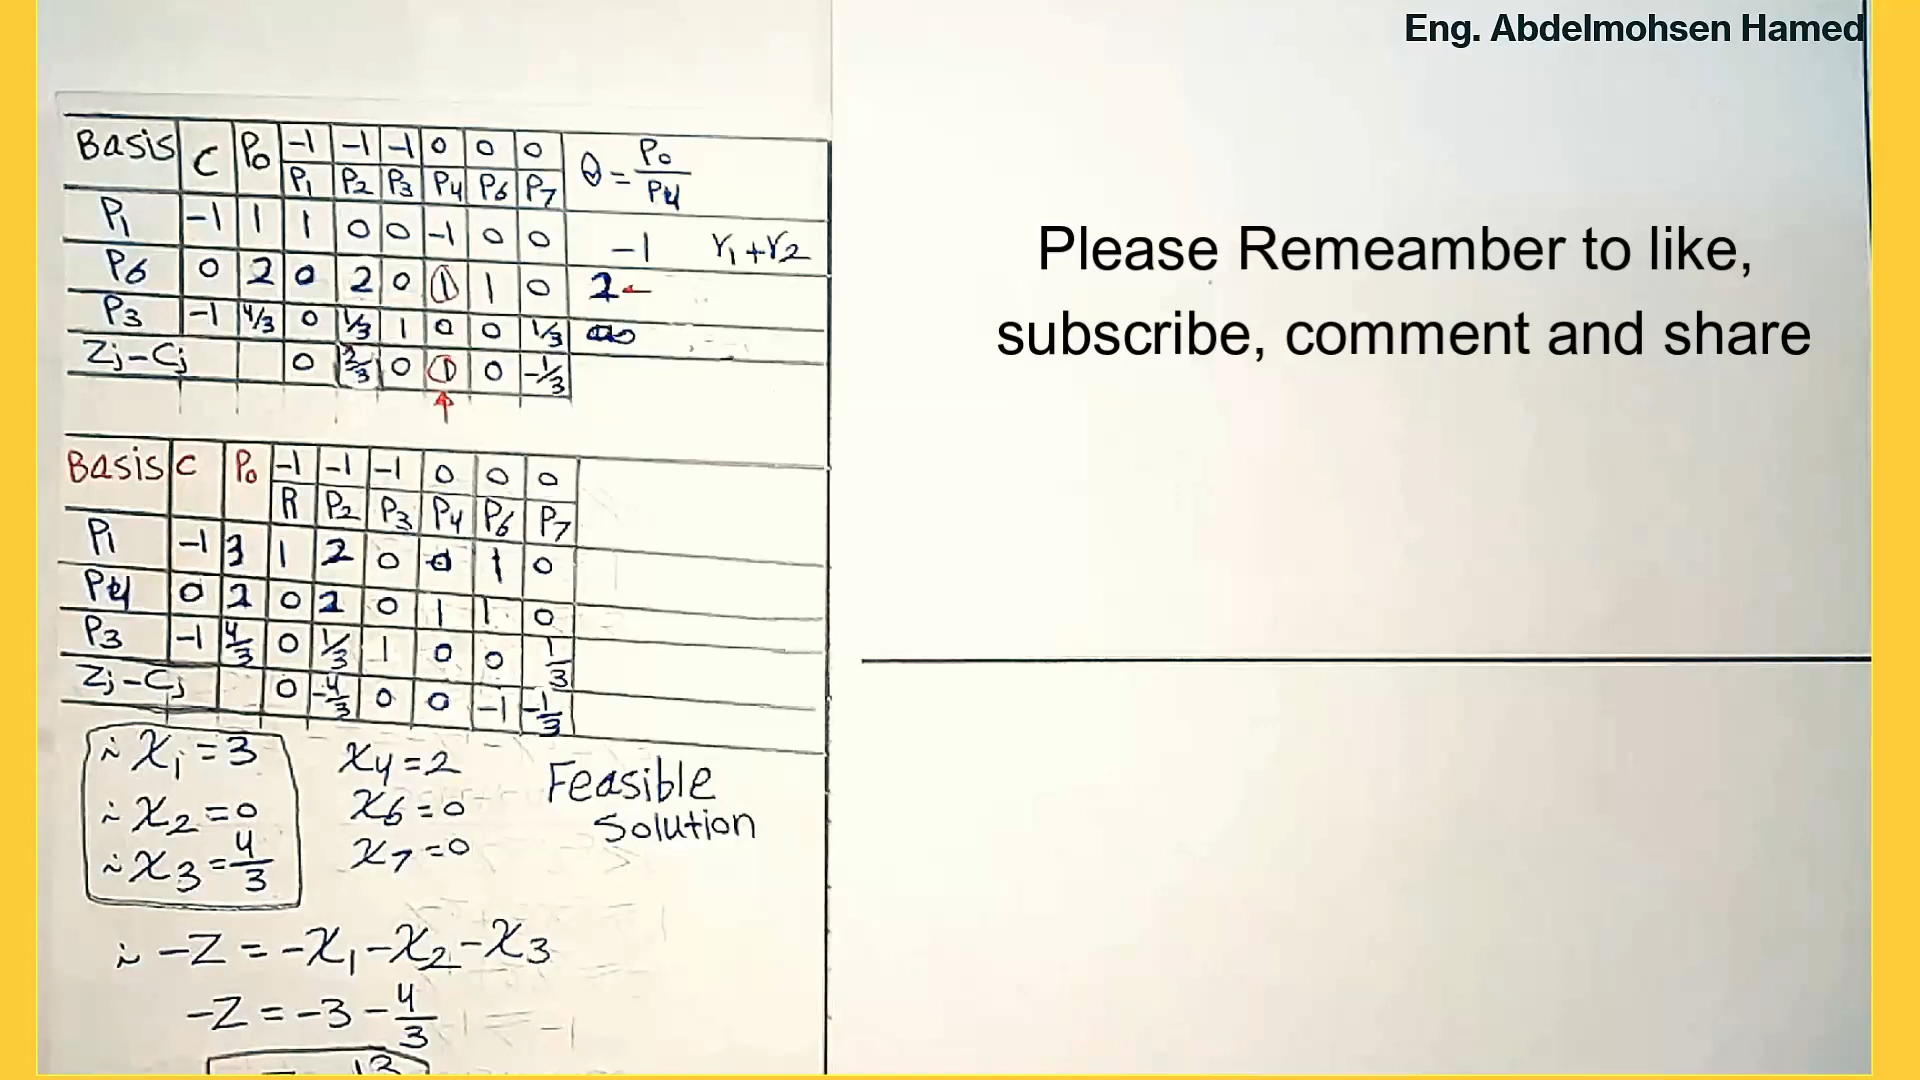 Eng. Abdelmohsen Hamed
Please Remeamber to like,
subscribe, comment and share
Basis C P0 -1 -1 -1 0 0 0 θ = P0/P4
P1 P2 P3 P4 P6 P7
P1 -1 1 1 0 0 -1 0 0 -1 r1+r2
P6 0 2 0 2 0 1 1 0 2
P3 -1 4/3 0 1/3 1 0 0 1/3 ∞
Zj-Cj 0 2/3 0 1 0 -1/3
Basis C P0 -1 -1 -1 0 0 0
P1 P2 P3 P4 P6 P7
P1 -1 3 1 2 0 0 1 0
P4 0 2 0 2 0 1 1 0
P3 -1 4/3 0 1/3 1 0 0 1/3
Zj-Cj 0 -4/3 0 0 -1 -1/3
∴ x1 = 3 x4 = 2 Feasible
∴ x2 = 0 x6 = 0 Solution
∴ x3 = 4/3 x7 = 0
∴ -Z = -x1 - x2 - x3
-Z = -3 - 4/3